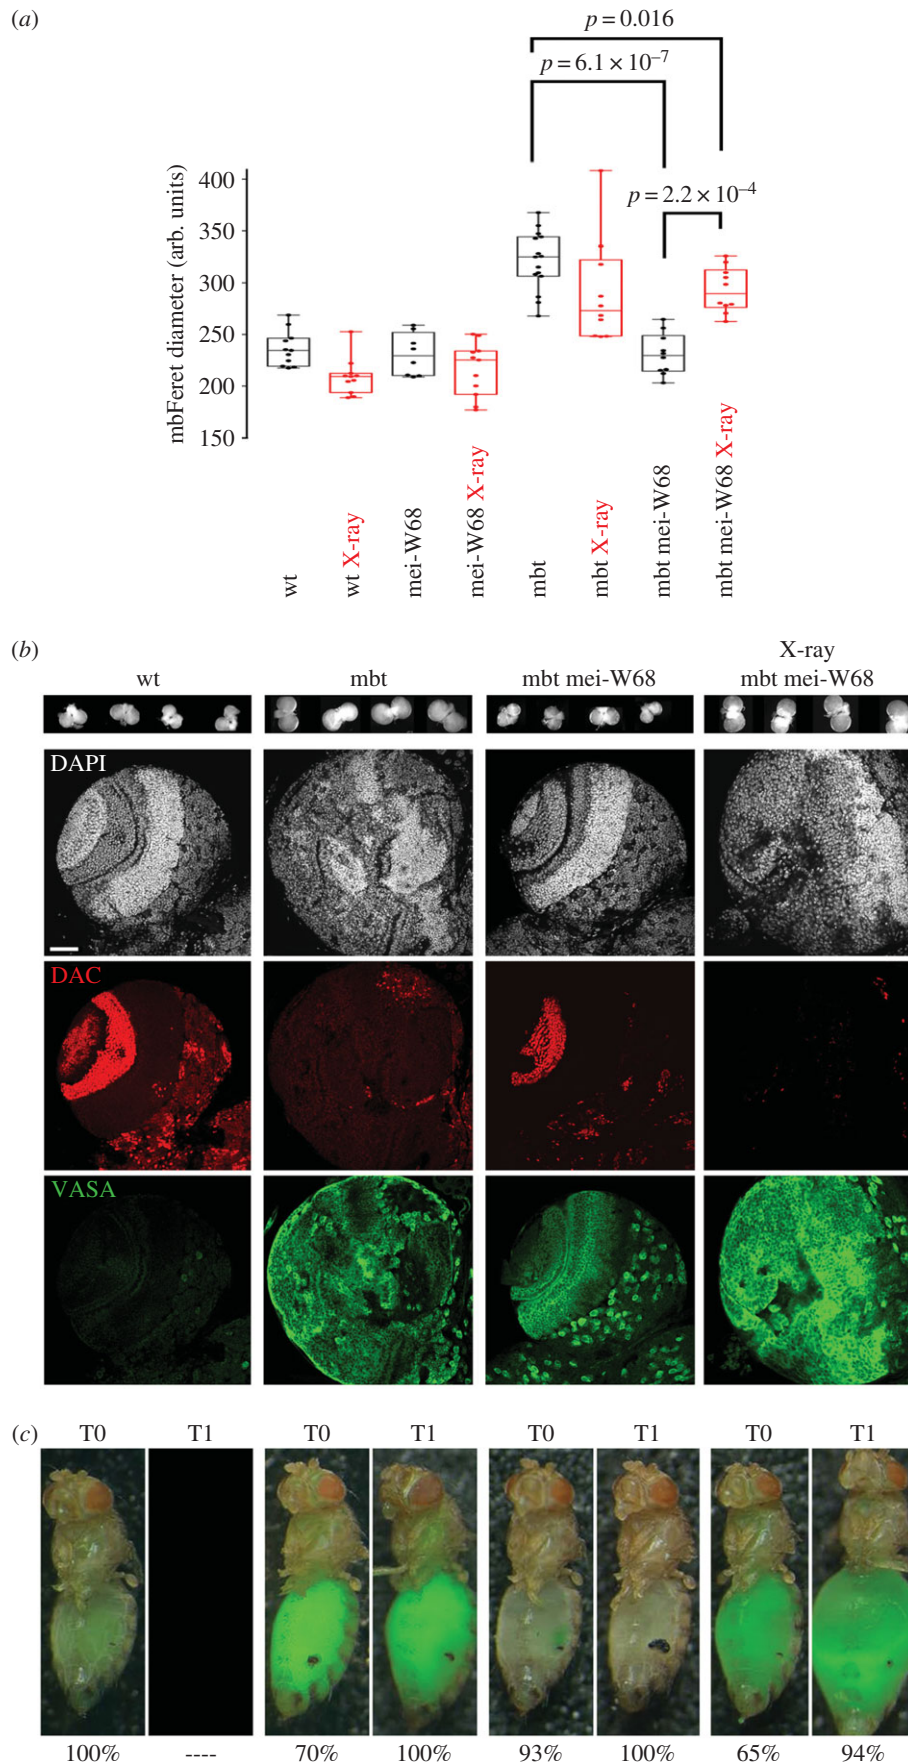 (a)
p = 0.016
p = 6.1 × 10⁻⁷
p = 2.2 × 10⁻⁴
mbFeret diameter (arb. units)
400
350
300
250
200
150
wt
wt X-ray
mei-W68
mei-W68 X-ray
mbt
mbt X-ray
mbt mei-W68
mbt mei-W68 X-ray
(b)
wt
mbt
mbt mei-W68
X-ray
mbt mei-W68
DAPI
DAC
VASA
(c)
T0 T1 T0 T1 T0 T1 T0 T1
100% ---- 70% 100% 93% 100% 65% 94%